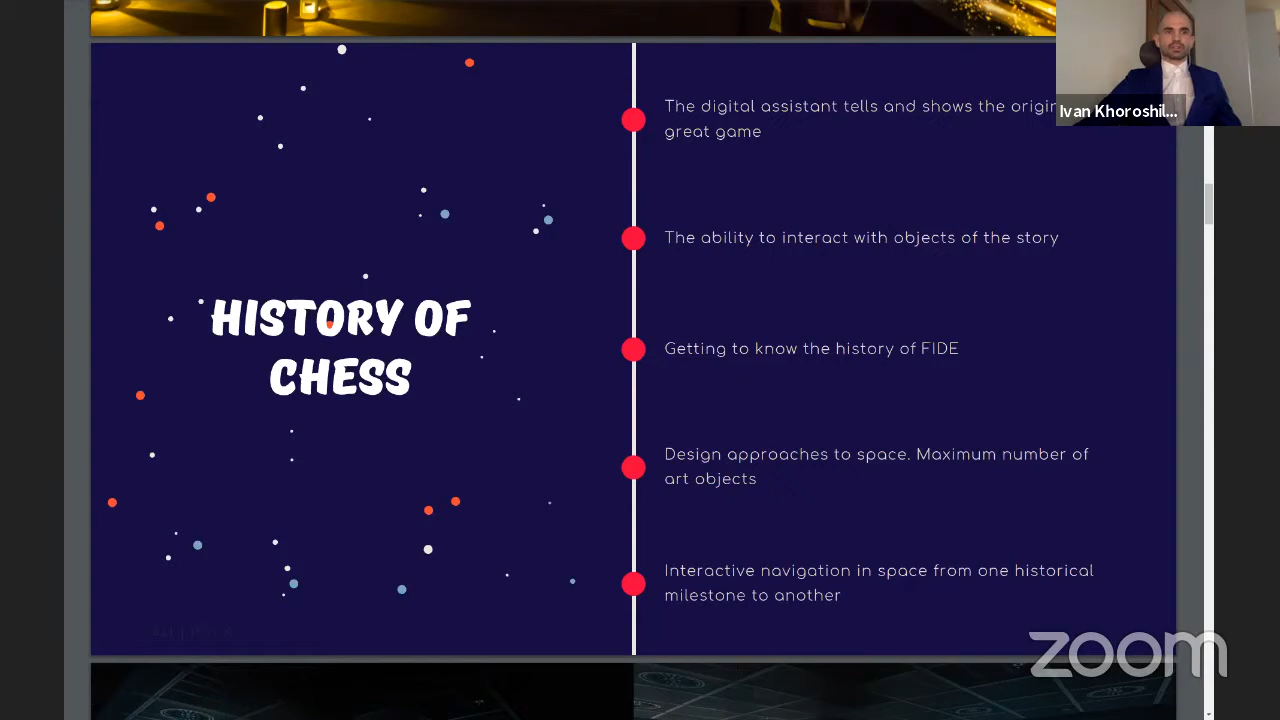 The digital assistant tells and shows the
great game
Ivan Khoroshil...
The ability to interact with objects of the story
HISTORY OF
CHESS
Getting to know the history of FIDE
Design approaches to space. Maximum number of
art objects
Interactive navigation in space from one historical
milestone to another
zoom